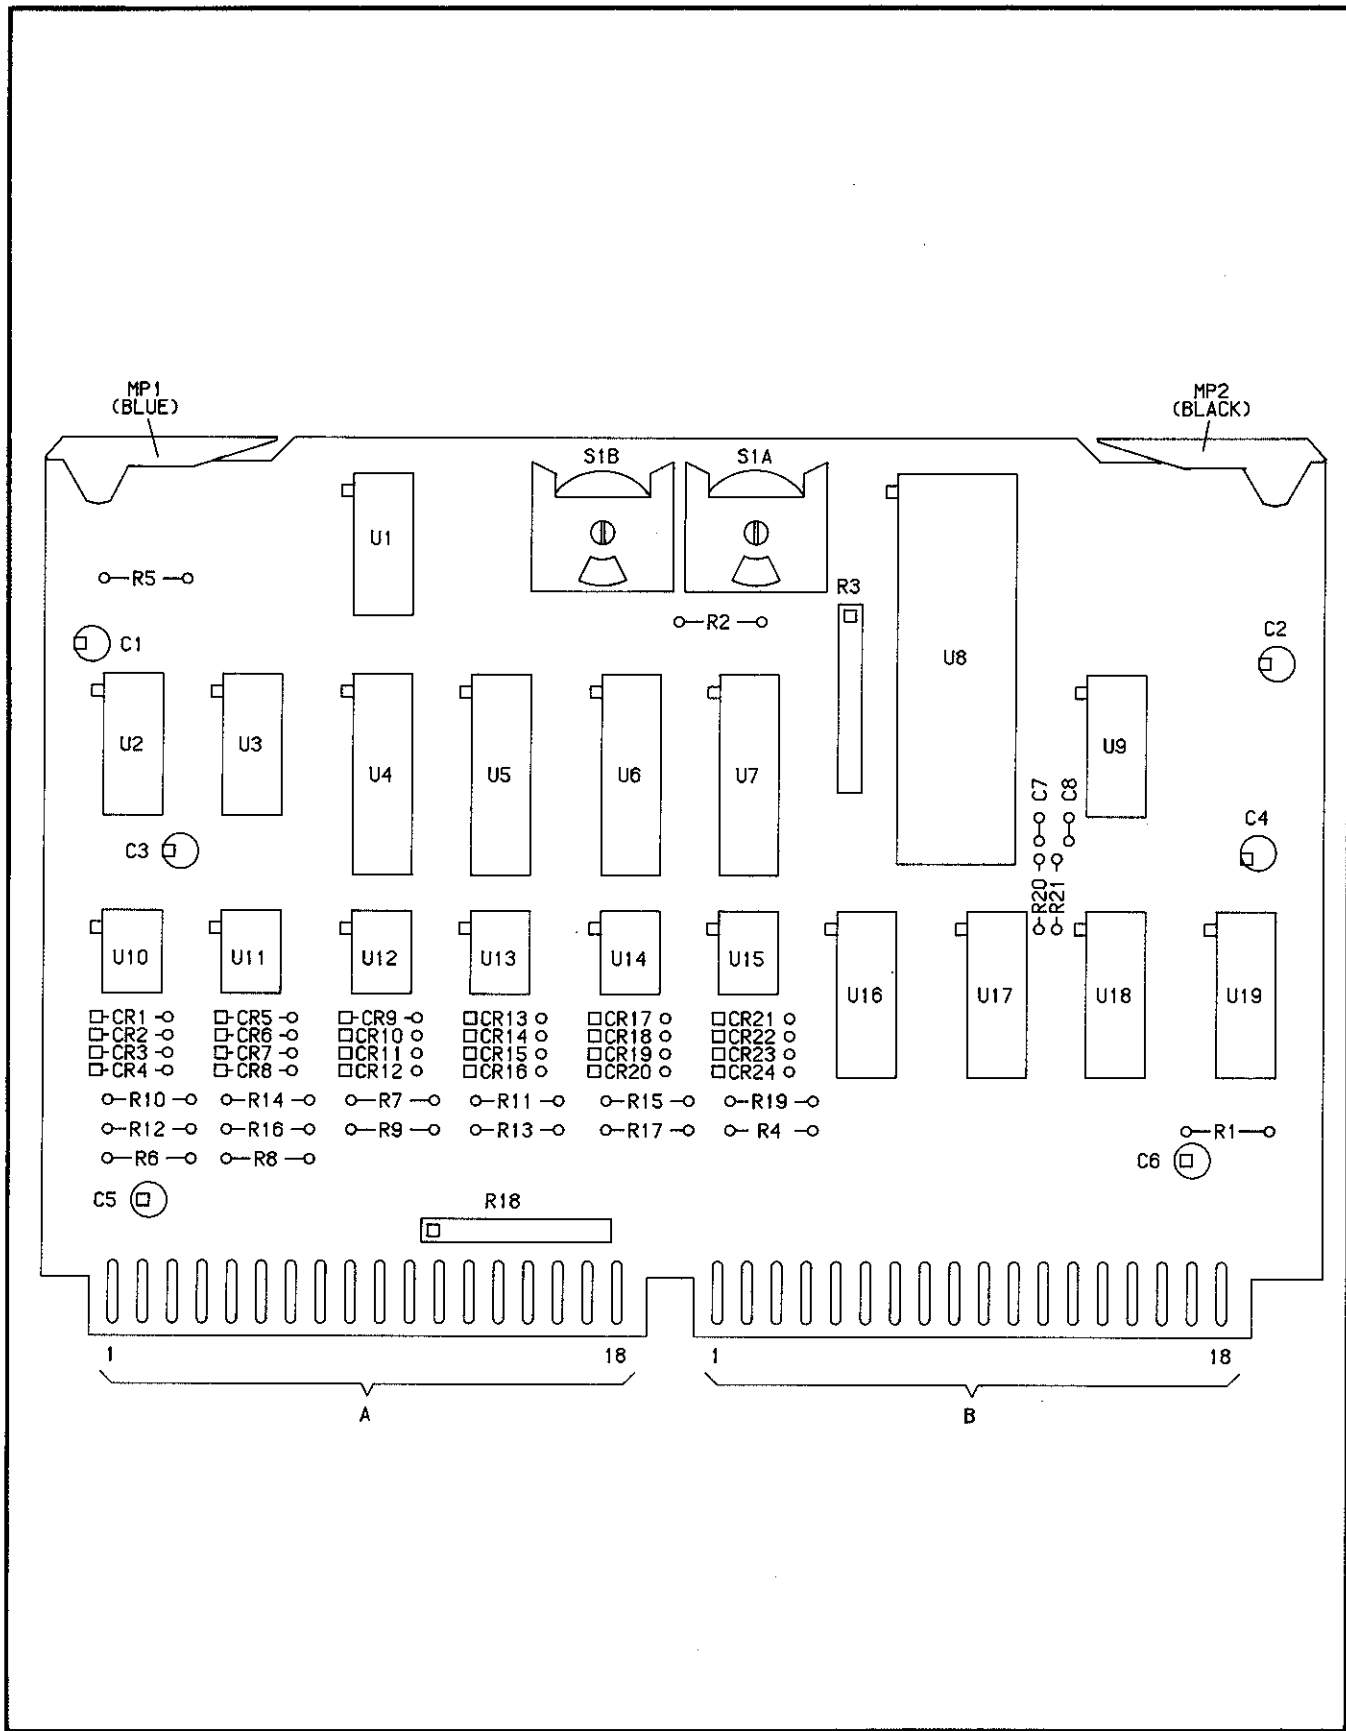 MP1
(BLUE)
MP2
(BLACK)
S1B
S1A
U1
R5
R3
R2
C1
C2
U8
U2
U3
U4
U5
U6
U7
U9
C7
C8
C3
C4
R20
R21
U10
U11
U12
U13
U14
U15
U16
U17
U18
U19
CR1 CR5 CR9 CR13 CR17 CR21
CR2 CR6 CR10 CR14 CR18 CR22
CR3 CR7 CR11 CR15 CR19 CR23
CR4 CR8 CR12 CR16 CR20 CR24
R10 R14 R7 R11 R15 R19
R12 R16 R9 R13 R17 R4 R1
R6 R8
C6
C5
R18
1 18 1 18
A B